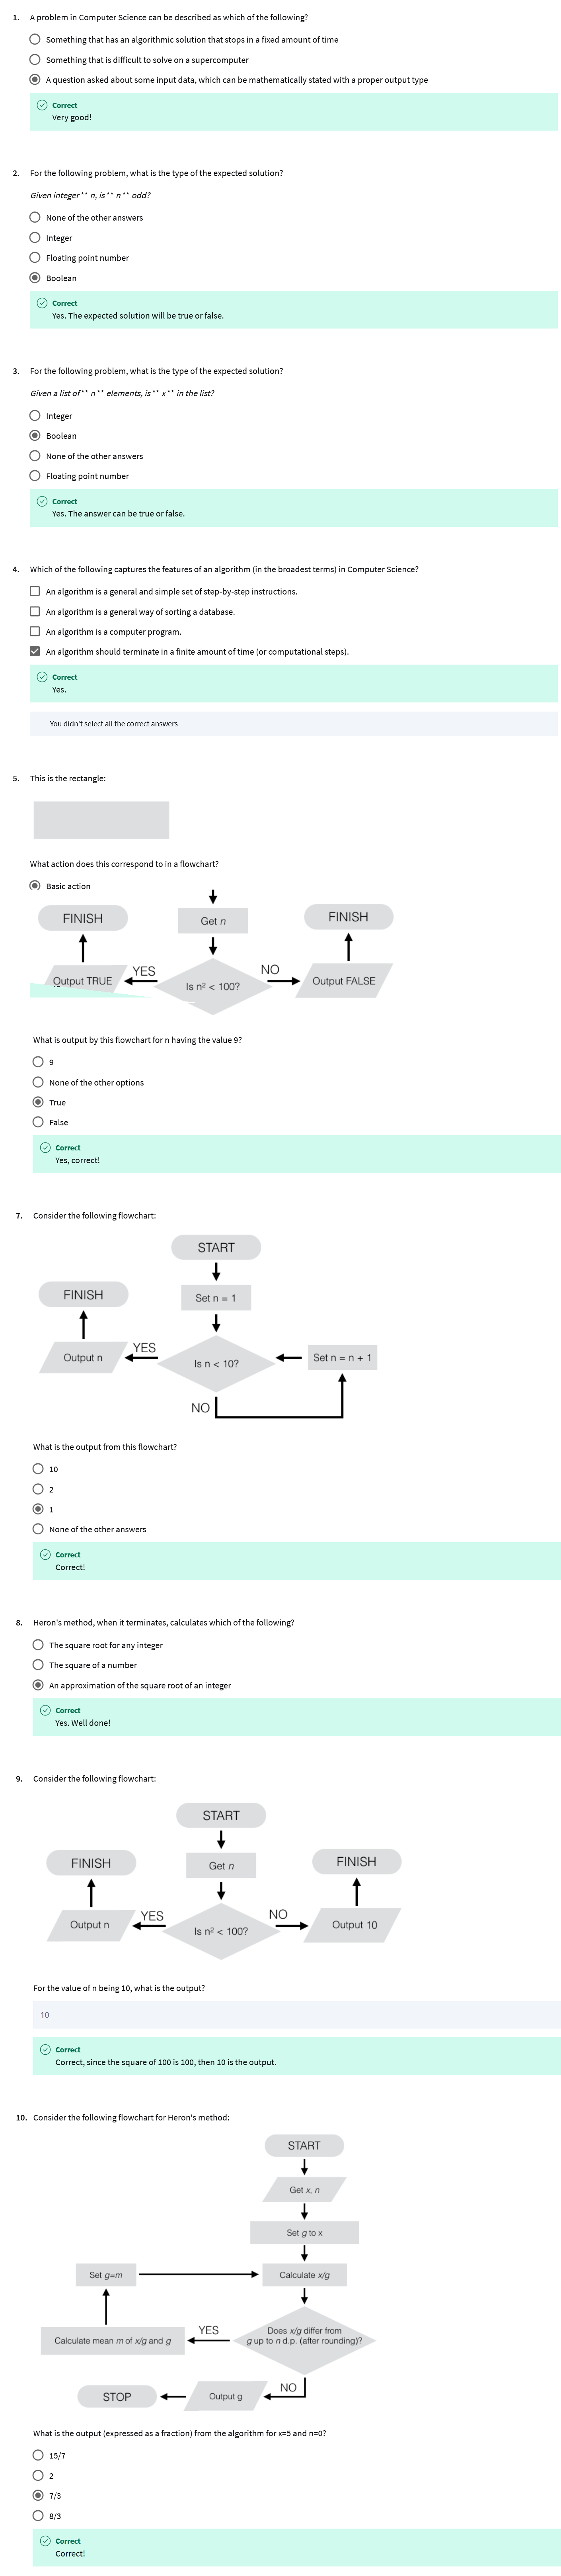 1. A problem in Computer Science can be described as which of the following?
Something that has an algorithmic solution that stops in a fixed amount of time
Something that is difficult to solve on a supercomputer
A question asked about some input data, which can be mathematically stated with a proper output type
Correct
Very good!
2. For the following problem, what is the type of the expected solution?
Given integer** n, is** n** odd?
None of the other answers
Integer
Floating point number
Boolean
Correct
Yes. The expected solution will be true or false.
3. For the following problem, what is the type of the expected solution?
Given a list of** n** elements, is** x** in the list?
Integer
Boolean
None of the other answers
Floating point number
Correct
Yes. The answer can be true or false.
4. Which of the following captures the features of an algorithm (in the broadest terms) in Computer Science?
An algorithm is a general and simple set of step-by-step instructions.
An algorithm is a general way of sorting a database.
An algorithm is a computer program.
An algorithm should terminate in a finite amount of time (or computational steps).
Correct
Yes.
You didn't select all the correct answers
5. This is the rectangle:
What action does this correspond to in a flowchart?
Basic action
FINISH
Get n
FINISH
Output TRUE
YES
Is n² < 100?
NO
Output FALSE
What is output by this flowchart for n having the value 9?
9
None of the other options
True
False
Correct
Yes, correct!
7. Consider the following flowchart:
START
FINISH
Set n = 1
Output n
YES
Is n < 10?
Set n = n + 1
NO
What is the output from this flowchart?
10
2
1
None of the other answers
Correct
Correct!
8. Heron's method, when it terminates, calculates which of the following?
The square root for any integer
The square of a number
An approximation of the square root of an integer
Correct
Yes. Well done!
9. Consider the following flowchart:
START
FINISH
Get n
FINISH
Output n
YES
Is n² < 100?
NO
Output 10
For the value of n being 10, what is the output?
10
Correct
Correct, since the square of 100 is 100, then 10 is the output.
10. Consider the following flowchart for Heron's method:
START
Get x, n
Set g to x
Set g=m
Calculate x/g
Calculate mean m of x/g and g
YES
Does x/g differ from
g up to n d.p. (after rounding)?
NO
STOP
Output g
What is the output (expressed as a fraction) from the algorithm for x=5 and n=0?
15/7
2
7/3
8/3
Correct
Correct!